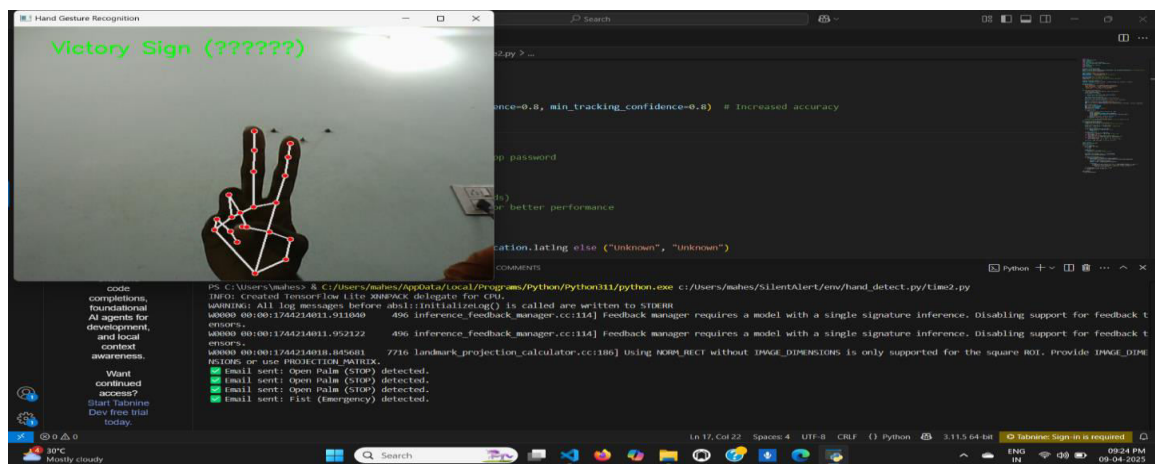 Hand Gesture Recognition
Search
Victory Sign (??????)
e2.py > ...
ence=0.8, min_tracking_confidence=0.8) # Increased accuracy
pp password
ds)
or better performance
cation.latlng else ("Unknown", "Unknown")
COMMENTS
Python
code
completions,
foundational
AI agents for
development,
and local
context
awareness.
Want
continued
access?
Start Tabnine
Dev free trial
today.
PS C:\Users\mahes> & C:/Users/mahes/AppData/Local/Programs/Python/Python311/python.exe c:/Users/mahes/SilentAlert/env/hand_detect.py/time2.py
INFO: Created TensorFlow Lite XNNPACK delegate for CPU.
WARNING: All log messages before absl::InitializeLog() is called are written to STDERR
W0000 00:00:1744214011.911040 496 inference_feedback_manager.cc:114] Feedback manager requires a model with a single signature inference. Disabling support for feedback t
ensors.
W0000 00:00:1744214011.952122 496 inference_feedback_manager.cc:114] Feedback manager requires a model with a single signature inference. Disabling support for feedback t
ensors.
W0000 00:00:1744214018.845681 7716 landmark_projection_calculator.cc:186] Using NORM_RECT without IMAGE_DIMENSIONS is only supported for the square ROI. Provide IMAGE_DIME
NSIONS or use PROJECTION_MATRIX.
✅ Email sent: Open Palm (STOP) detected.
✅ Email sent: Open Palm (STOP) detected.
✅ Email sent: Open Palm (STOP) detected.
✅ Email sent: Fist (Emergency) detected.
0 0 Ln 17, Col 22 Spaces: 4 UTF-8 CRLF {} Python 3.11.5 64-bit Tabnine: Sign-in is required
30°C
Mostly cloudy
Search
ENG
IN
09:24 PM
09-04-2025